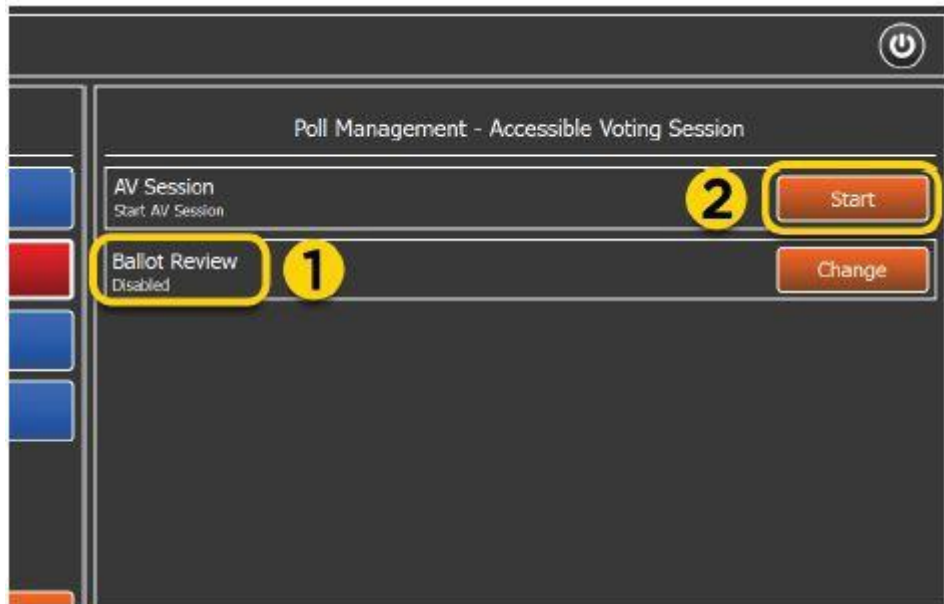 Poll Management - Accessible Voting Session
AV Session
Start AV Session
2
Start
Ballot Review
Disabled
1
Change